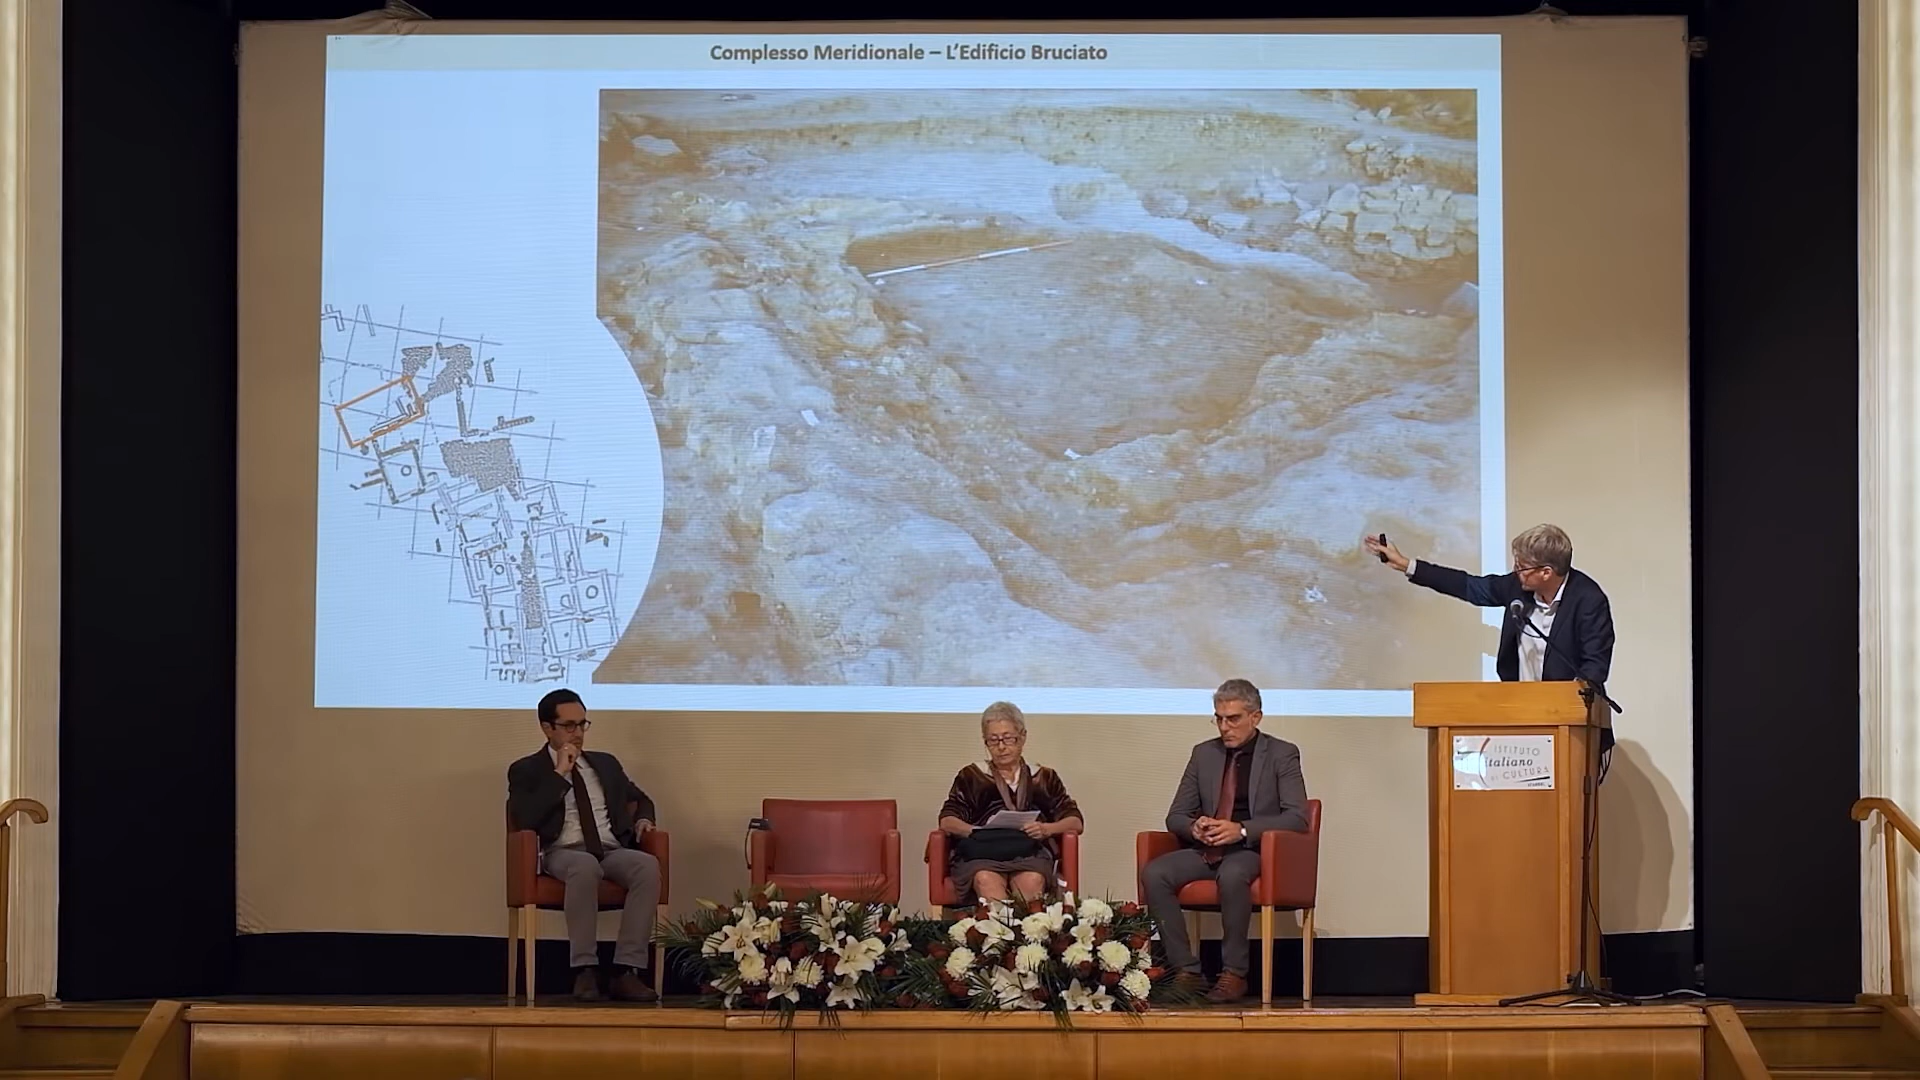 Complesso Meridionale – L'Edificio Bruciato
ISTITUTO
italiano
DI CULTURA